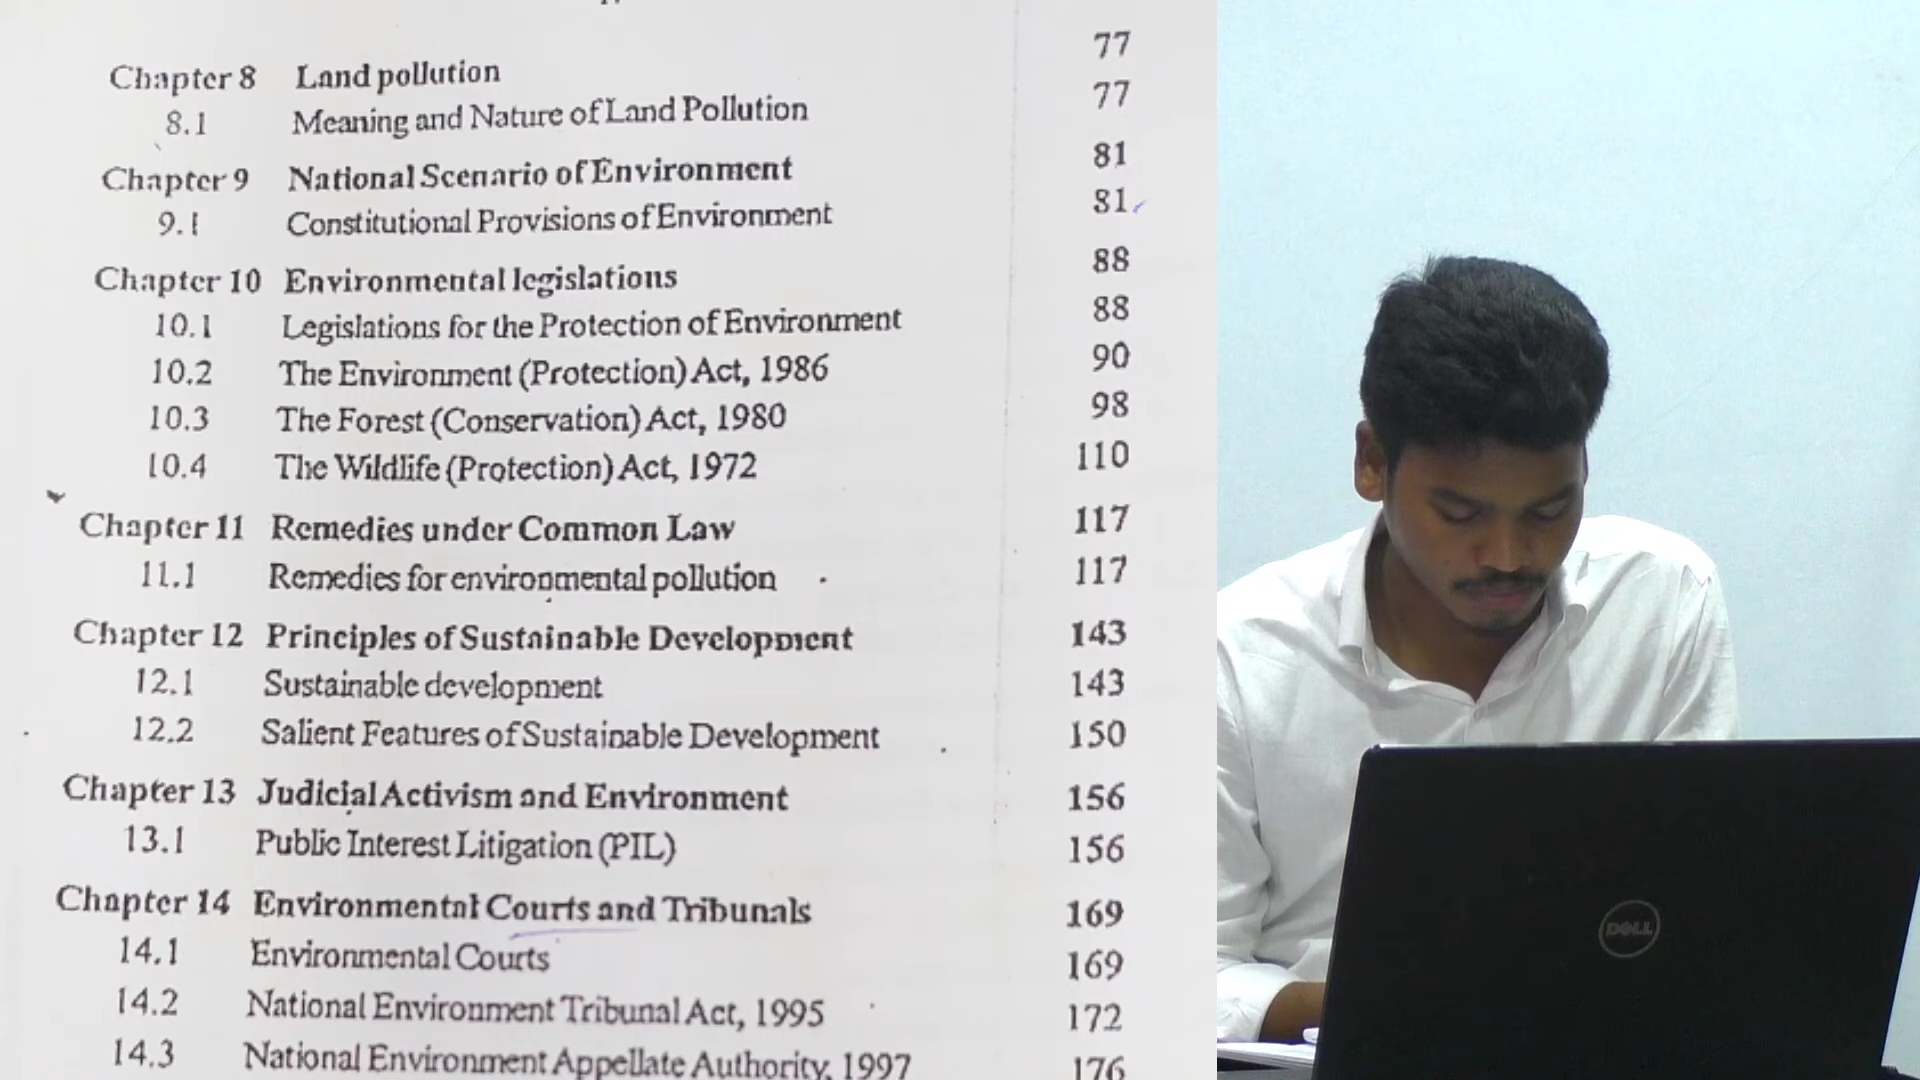 77
Chapter 8 Land pollution
8.1 Meaning and Nature of Land Pollution 77
Chapter 9 National Scenario of Environment 81
9.1 Constitutional Provisions of Environment 81
Chapter 10 Environmental legislations 88
10.1 Legislations for the Protection of Environment 88
10.2 The Environment (Protection) Act, 1986 90
10.3 The Forest (Conservation) Act, 1980 98
10.4 The Wildlife (Protection) Act, 1972 110
Chapter 11 Remedies under Common Law 117
11.1 Remedies for environmental pollution 117
Chapter 12 Principles of Sustainable Development 143
12.1 Sustainable development 143
12.2 Salient Features of Sustainable Development 150
Chapter 13 Judicial Activism and Environment 156
13.1 Public Interest Litigation (PIL) 156
Chapter 14 Environmental Courts and Tribunals 169
14.1 Environmental Courts 169
14.2 National Environment Tribunal Act, 1995 172
14.3 National Environment Appellate Authority, 1997 176
DELL